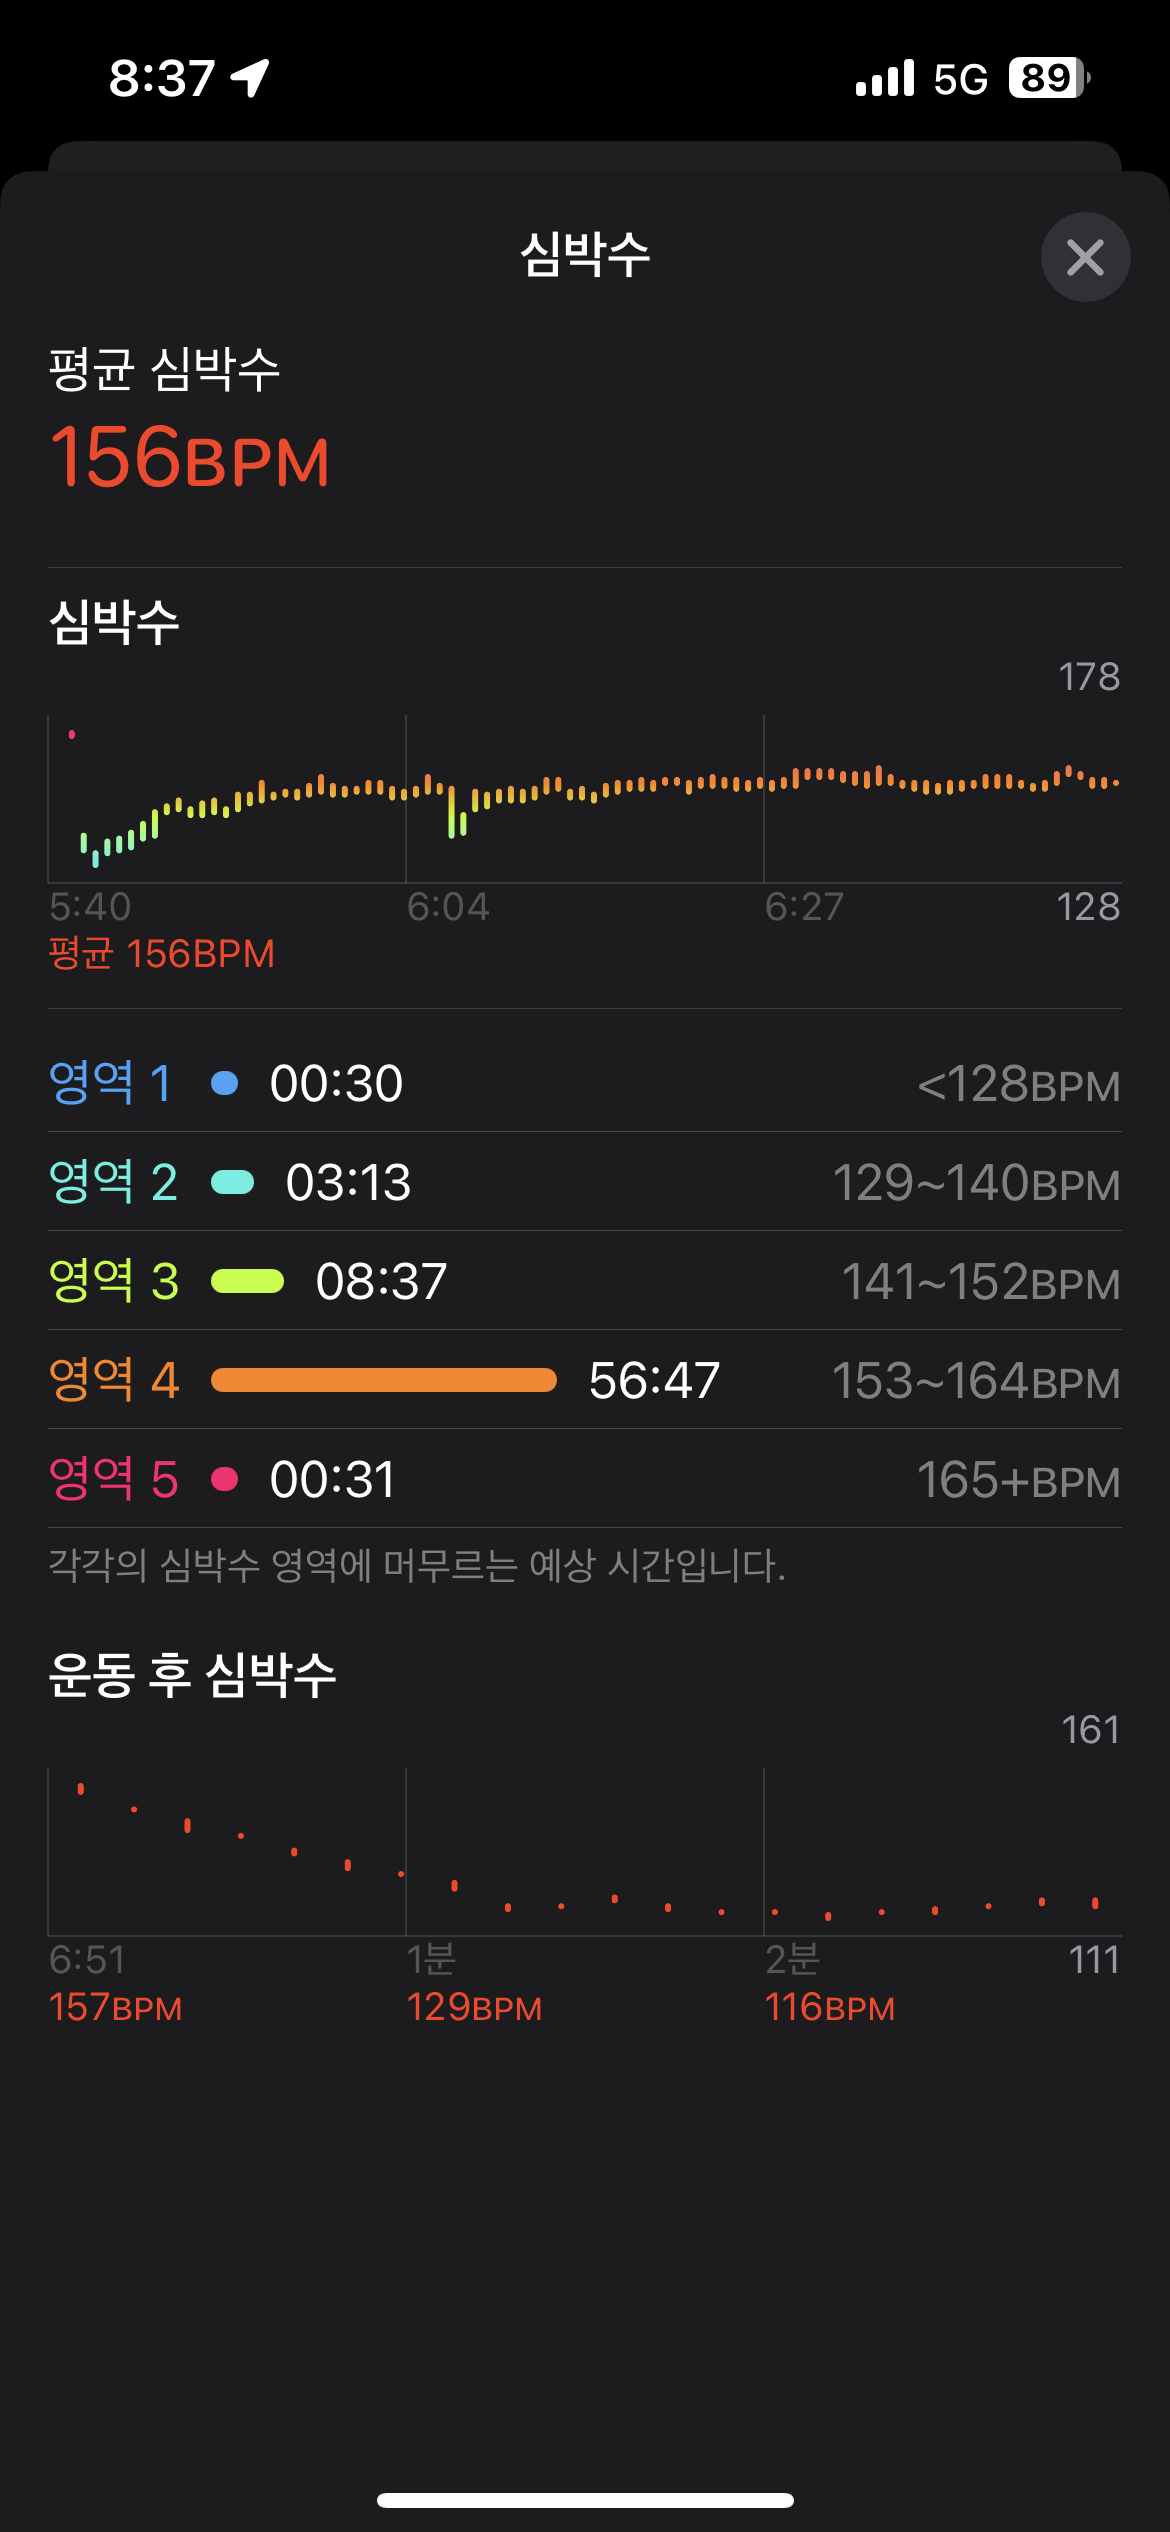 8:37 5G 89
심박수
평균 심박수
156BPM
심박수
178
5:40 6:04 6:27 128
평균 156BPM
영역 1 00:30 <128BPM
영역 2 03:13 129~140BPM
영역 3 08:37 141~152BPM
영역 4 56:47 153~164BPM
영역 5 00:31 165+BPM
각각의 심박수 영역에 머무르는 예상 시간입니다.
운동 후 심박수
161
6:51 1분 2분 111
157BPM 129BPM 116BPM